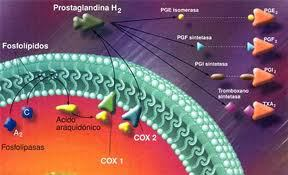 Prostaglandina H2
PGE isomerasa
PGE2
PGF sintetasa
PGF2
PGI sintetasa
PGI2
Tromboxano
sintetasa
TXA2
Fosfolípidos
C
A2
Fosfolipasas
Acido
araquidónico
COX 1
COX 2